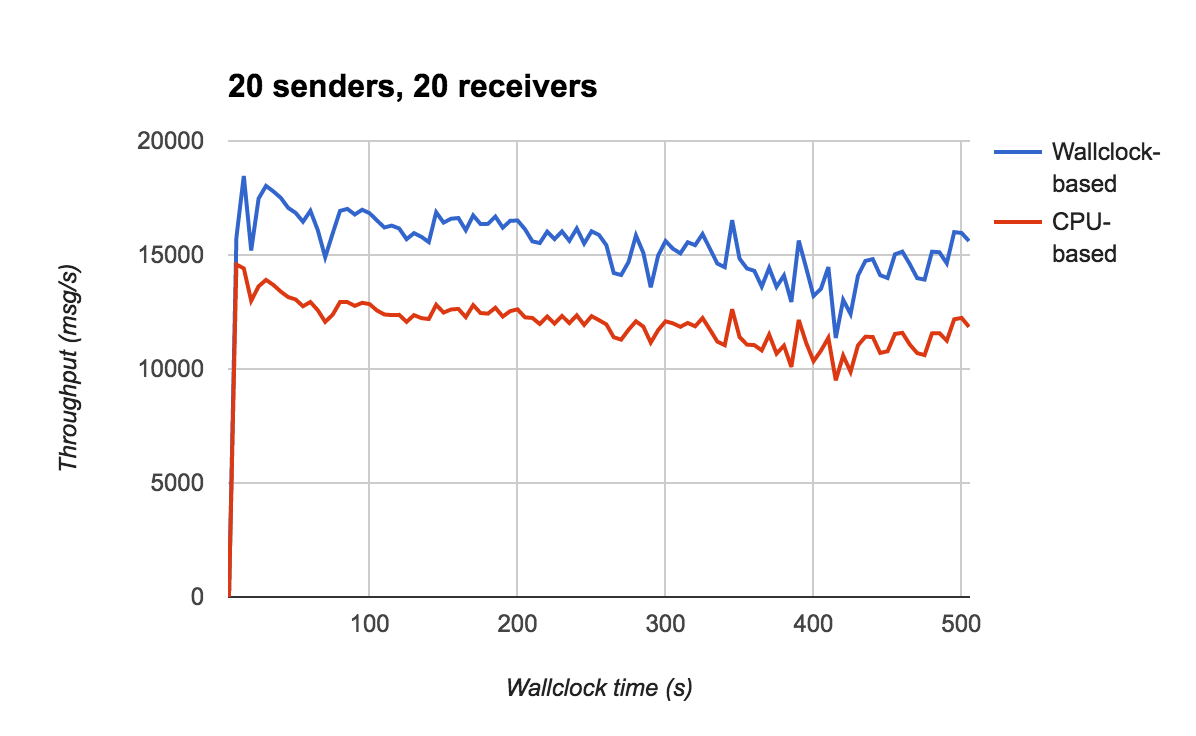 20 senders, 20 receivers
20000
15000
10000
5000
0
Throughput (msg/s)
100 200 300 400 500
Wallclock time (s)
Wallclock-
based
CPU-
based